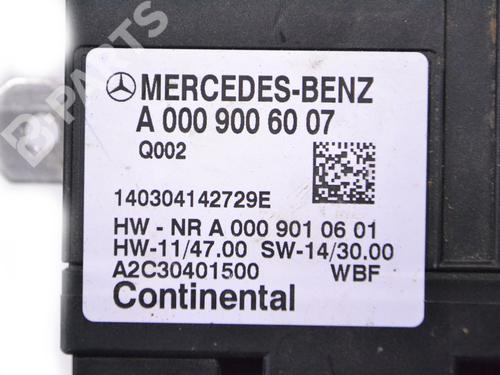 B-PARTS
MERCEDES-BENZ
A 000 900 60 07
Q002
140304142729E
HW - NR A 000 901 06 01
HW-11/47.00 SW-14/30.00
A2C30401500 WBF
Continental